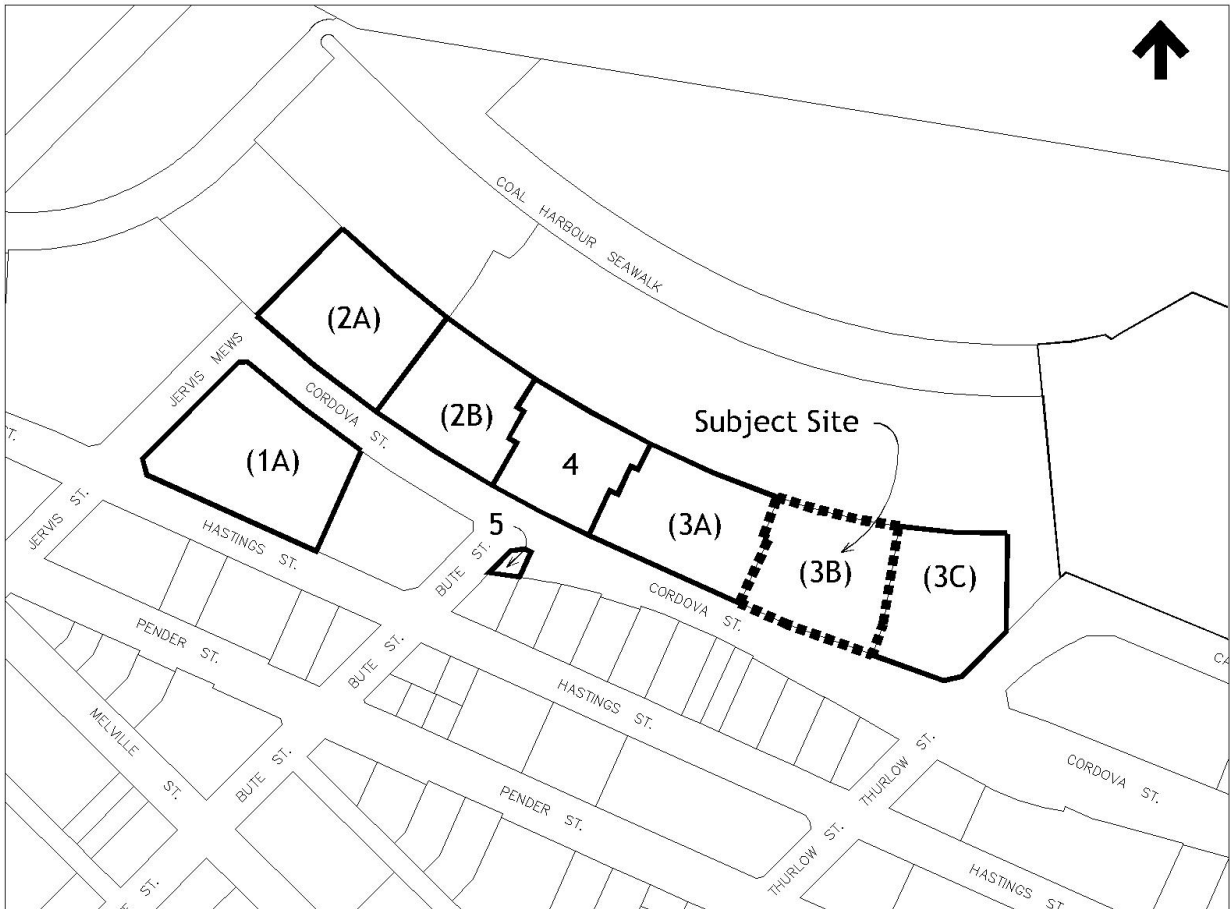 COAL HARBOUR SEAWALK
(2A)
JERVIS MEWS
CORDOVA ST.
(2B)
Subject Site
ST.
(1A)
4
JERVIS ST.
HASTINGS ST.
5
(3A)
(3B)
(3C)
BUTE ST.
CORDOVA ST.
PENDER ST.
BUTE ST.
HASTINGS ST.
MELVILLE ST.
BUTE ST.
THURLOW ST.
CORDOVA ST.
PENDER ST.
THURLOW ST.
HASTINGS ST.
ST.